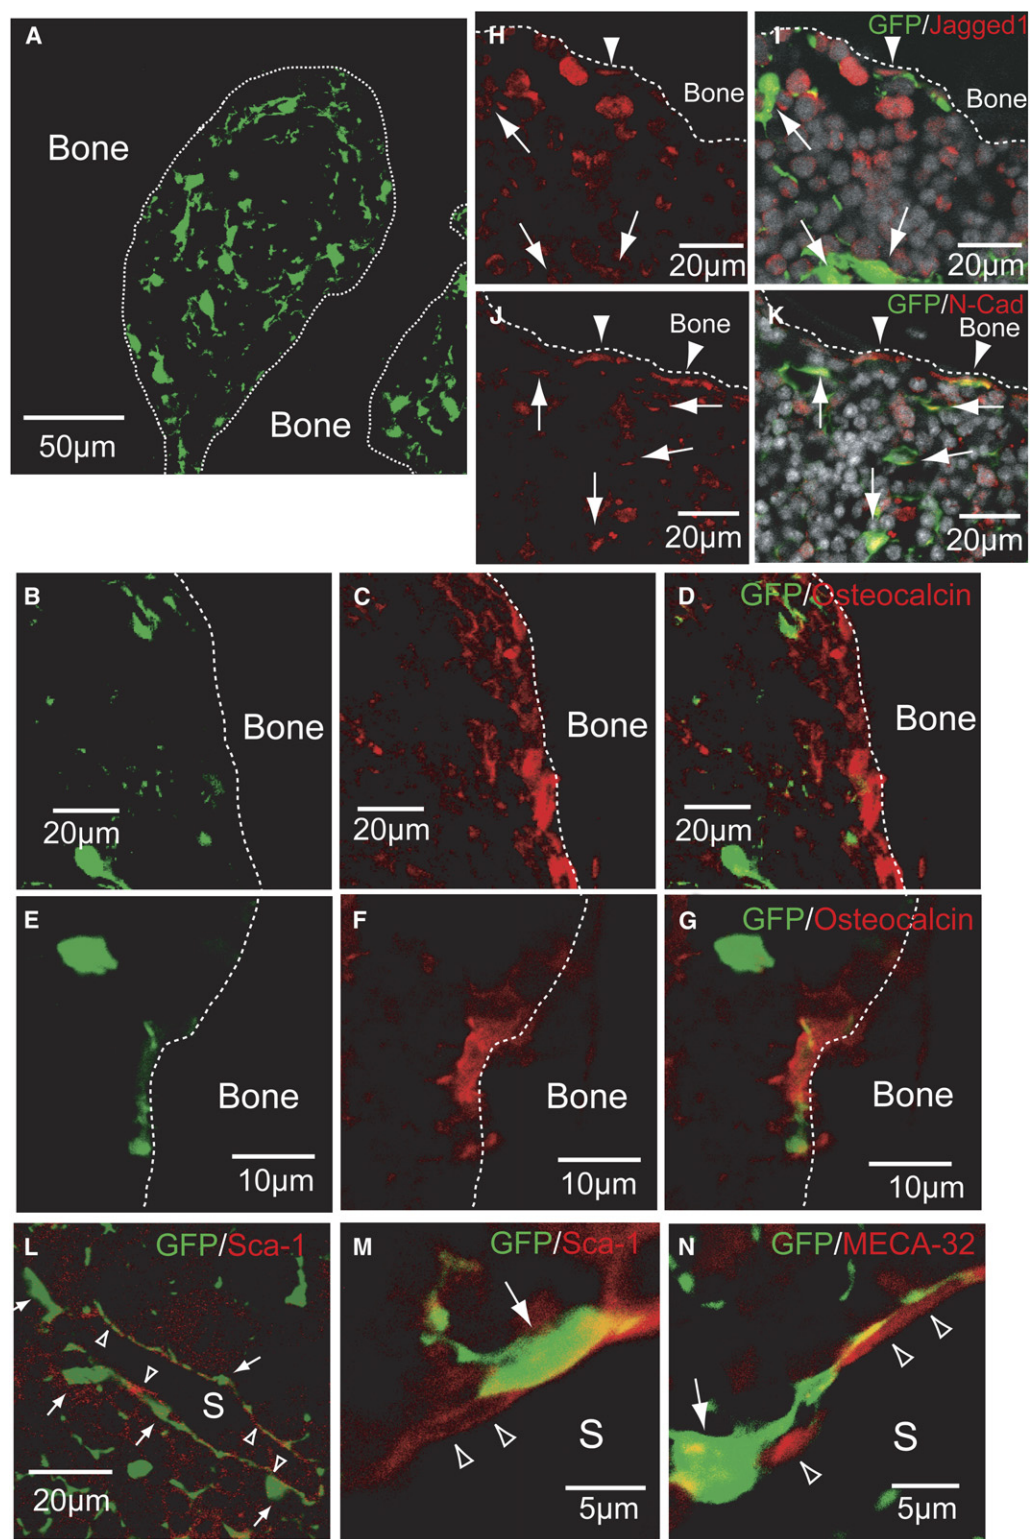 A
Bone
Bone
50µm
H
Bone
20µm
GFP/Jagged1
I
Bone
20µm
J
Bone
20µm
GFP/N-Cad
K
Bone
20µm
B
Bone
20µm
C
Bone
20µm
D
GFP/Osteocalcin
Bone
20µm
E
Bone
10µm
F
Bone
10µm
G
GFP/Osteocalcin
Bone
10µm
L
GFP/Sca-1
S
20µm
M
GFP/Sca-1
S
5µm
N
GFP/MECA-32
S
5µm